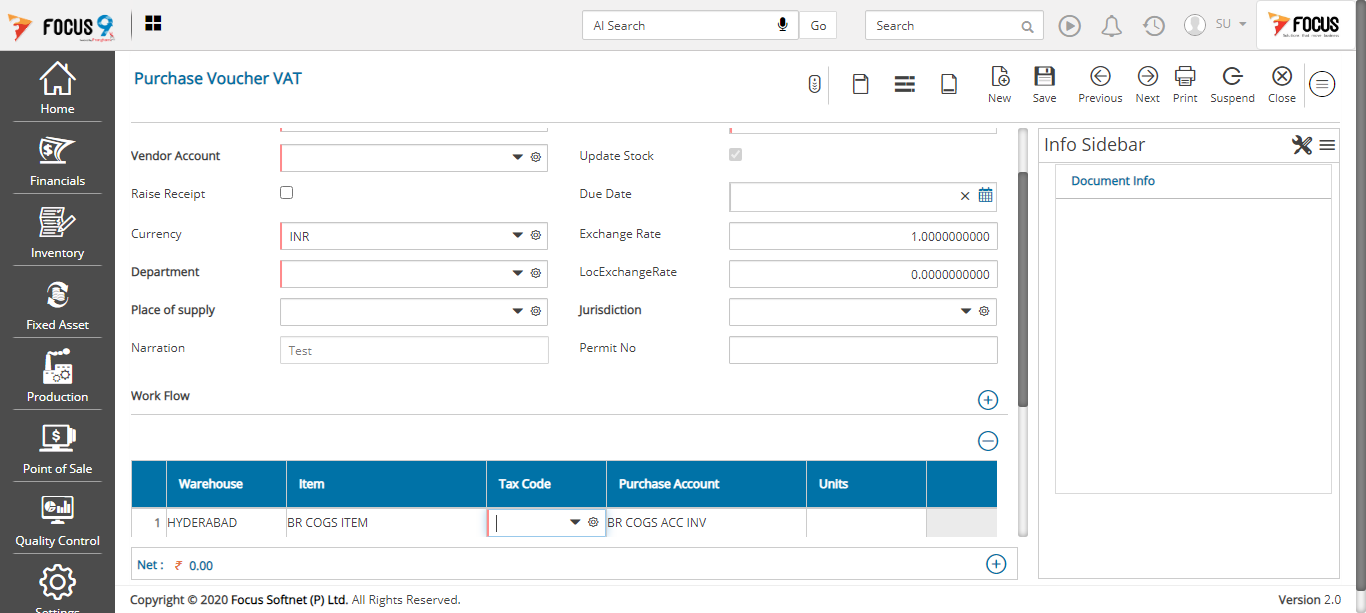 FOCUS 9
AI Search
Go
Search
SU
FOCUS
Home
Financials
Inventory
Fixed Asset
Production
Point of Sale
Quality Control
Settings
Purchase Voucher VAT
New
Save
Previous
Next
Print
Suspend
Close
Vendor Account
Update Stock
Raise Receipt
Due Date
Currency
INR
Exchange Rate
1.0000000000
Department
LocExchangeRate
0.0000000000
Place of supply
Jurisdiction
Narration
Test
Permit No
Work Flow
Warehouse Item Tax Code Purchase Account Units
1 HYDERABAD BR COGS ITEM BR COGS ACC INV
Net : ₹ 0.00
Info Sidebar
Document Info
Copyright © 2020 Focus Softnet (P) Ltd. All Rights Reserved.
Version 2.0